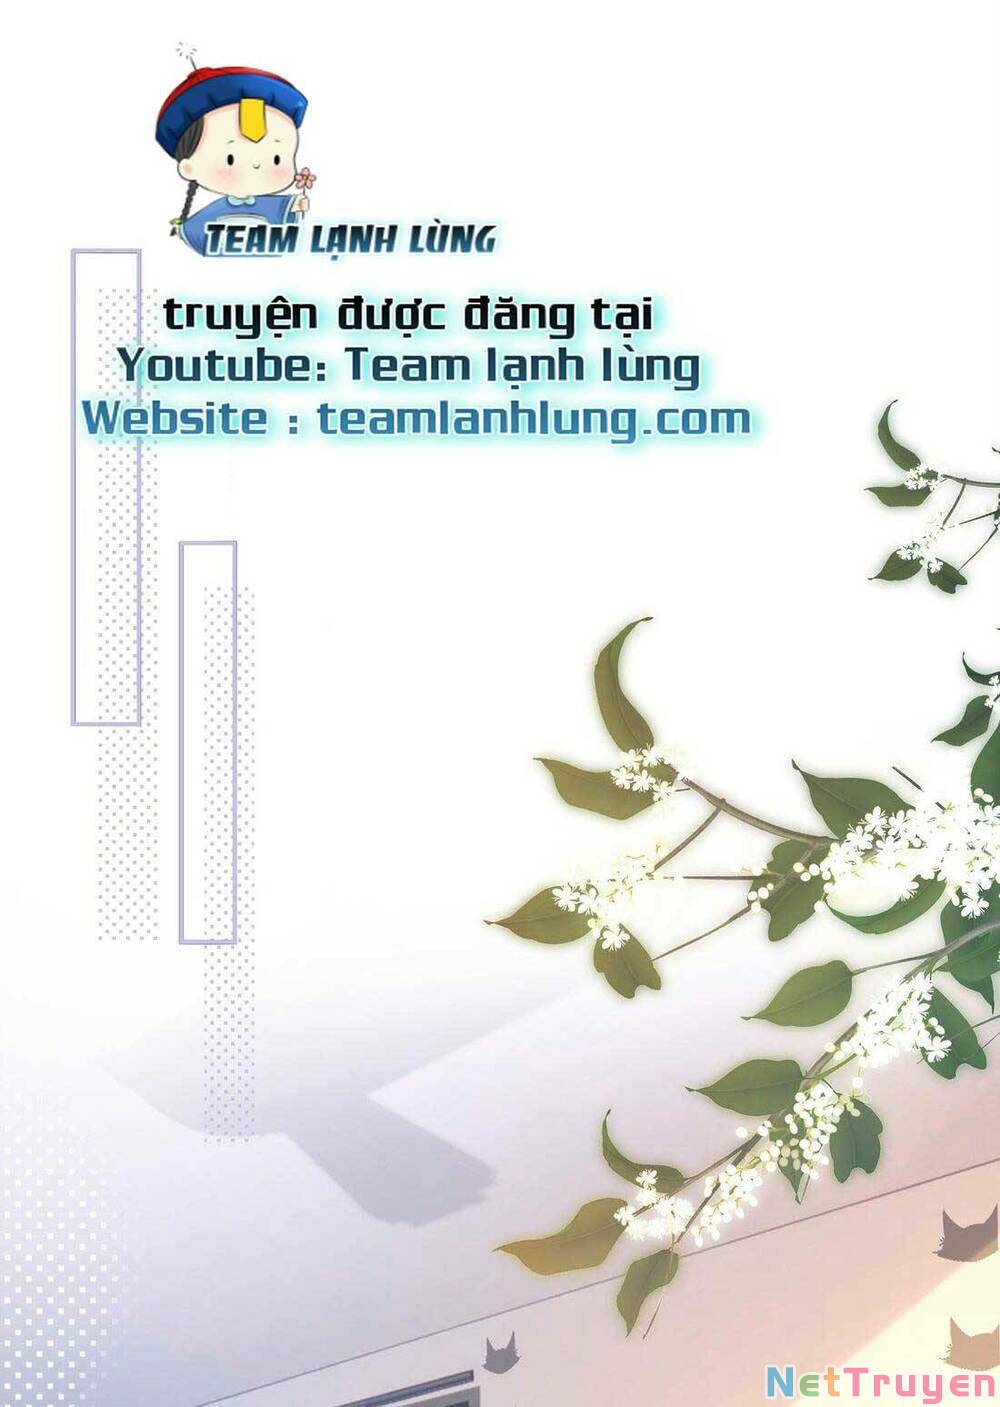 TEAM LẠNH LÙNG
truyện được đăng tại
Youtube: Team lạnh lùng
Website : teamlanhlung.com
NetTruyen